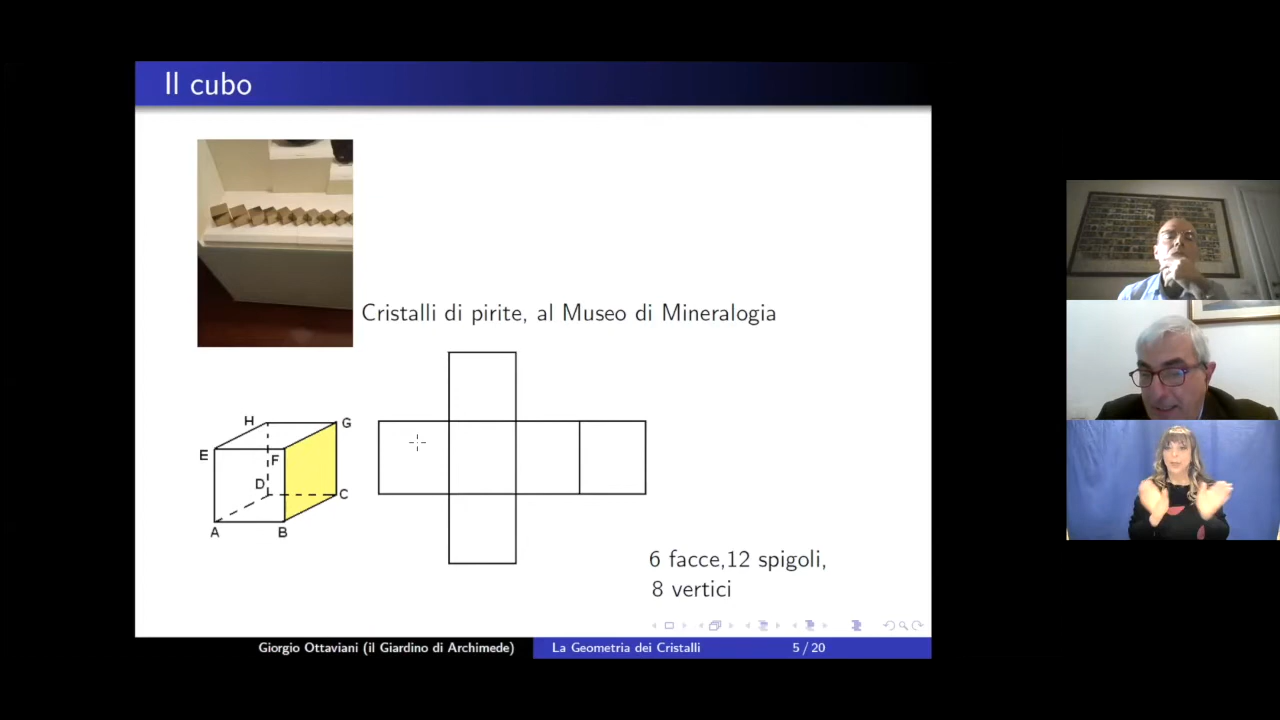 Il cubo
Cristalli di pirite, al Museo di Mineralogia
H
G
E
F
D
C
A
B
6 facce,12 spigoli,
8 vertici
Giorgio Ottaviani (il Giardino di Archimede)
La Geometria dei Cristalli
5 / 20